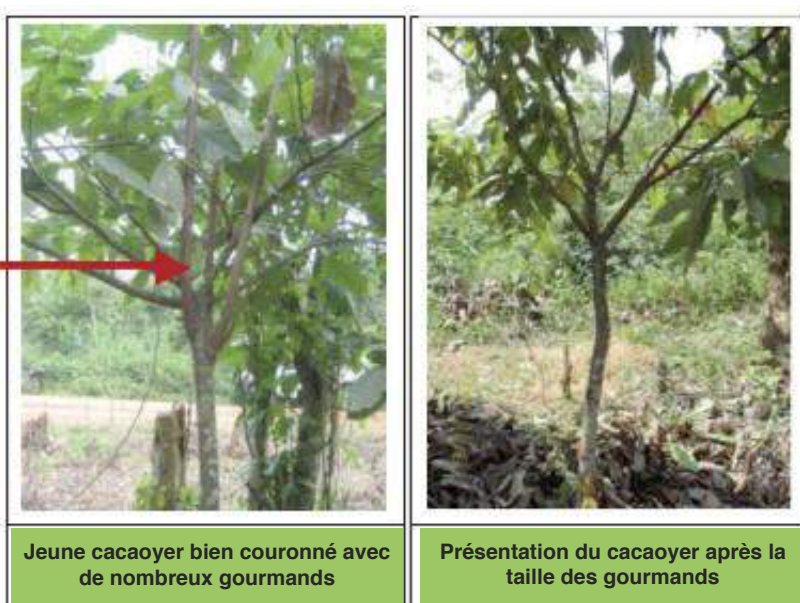 Jeune cacaoyer bien couronné avec
de nombreux gourmands
Présentation du cacaoyer après la
taille des gourmands